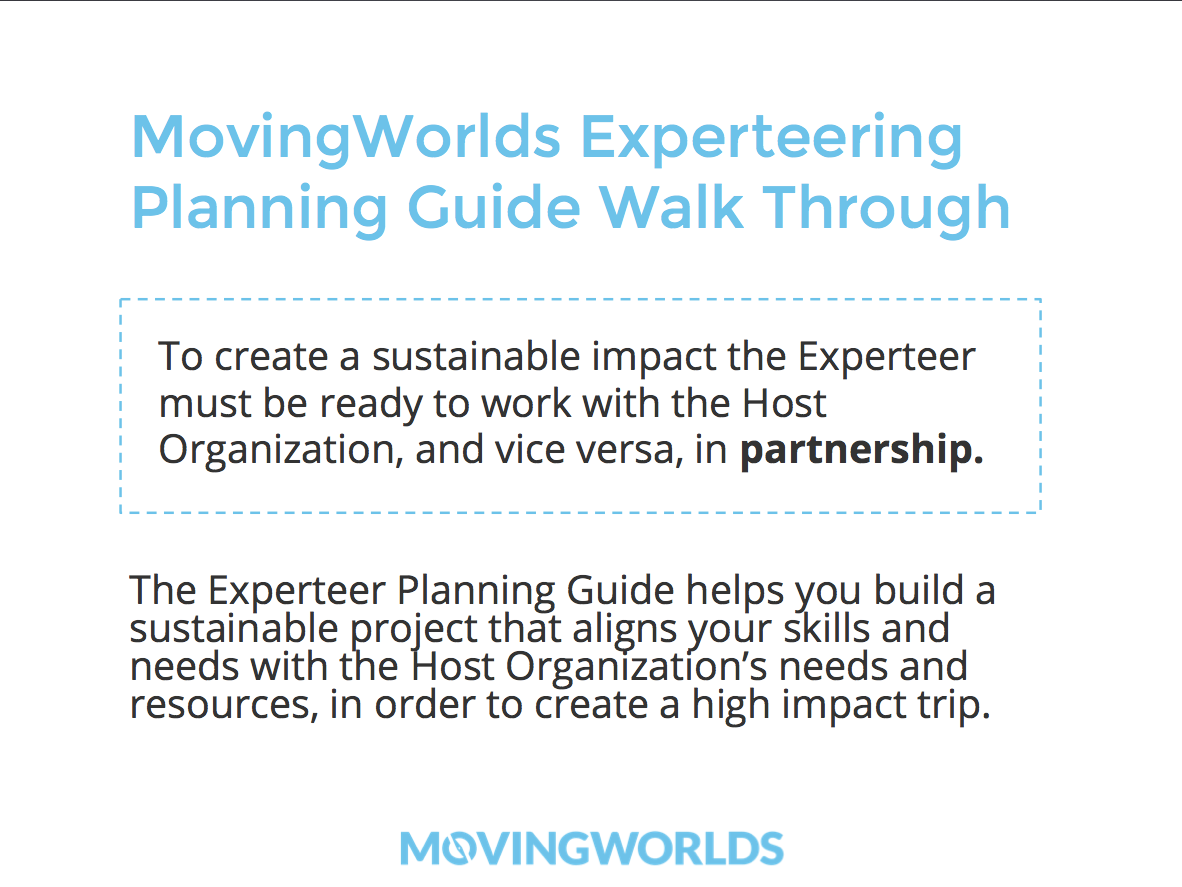 MovingWorlds Experteering
Planning Guide Walk Through
To create a sustainable impact the Experteer
must be ready to work with the Host
Organization, and vice versa, in partnership.
The Experteer Planning Guide helps you build a
sustainable project that aligns your skills and
needs with the Host Organization’s needs and
resources, in order to create a high impact trip.
MOVINGWORLDS